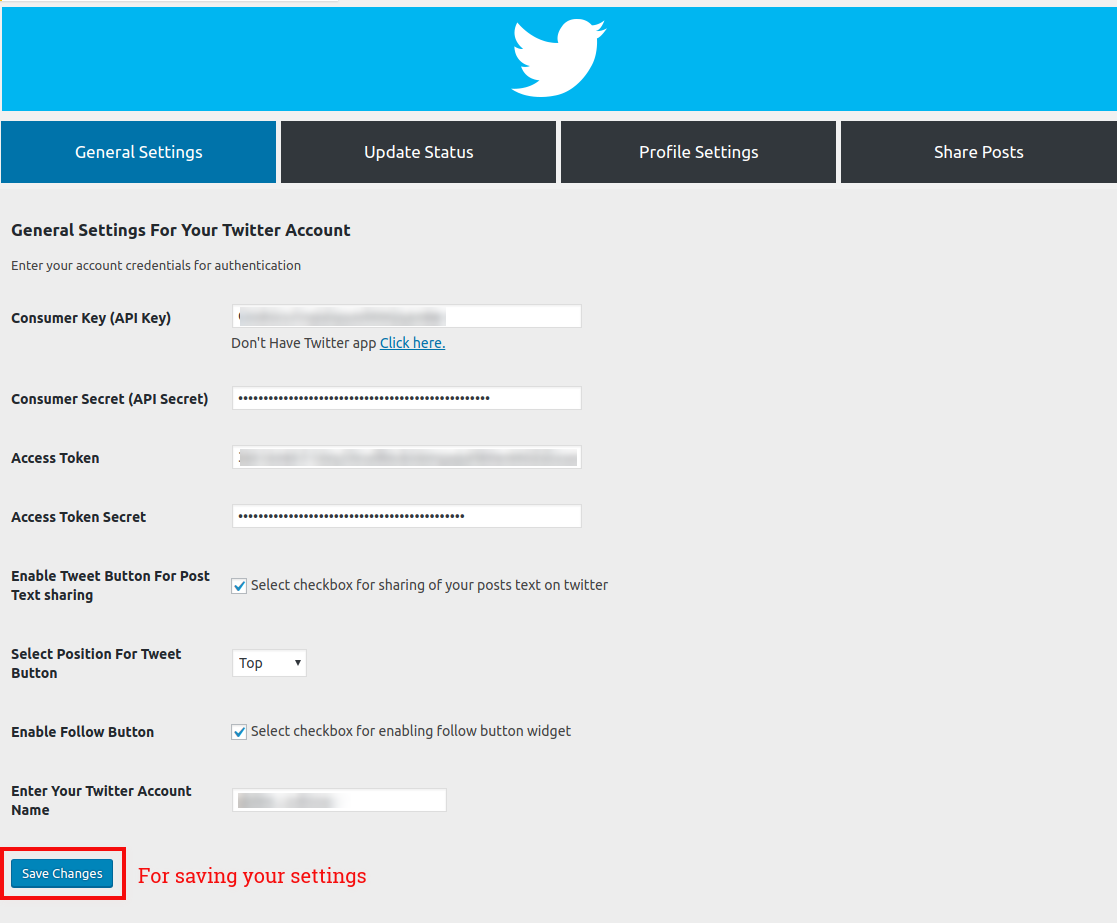 General Settings
Update Status
Profile Settings
Share Posts
General Settings For Your Twitter Account
Enter your account credentials for authentication
Consumer Key (API Key)
Don't Have Twitter app Click here.
Consumer Secret (API Secret)
Access Token
Access Token Secret
Enable Tweet Button For Post
Text sharing
Select checkbox for sharing of your posts text on twitter
Select Position For Tweet
Button
Top
Enable Follow Button
Select checkbox for enabling follow button widget
Enter Your Twitter Account
Name
Save Changes
For saving your settings